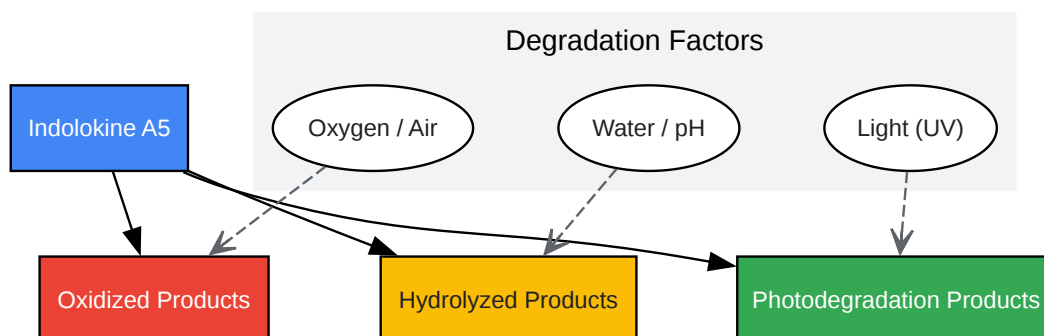 Degradation Factors
Indolokine A5
Oxygen / Air
Water / pH
Light (UV)
Oxidized Products
Hydrolyzed Products
Photodegradation Products